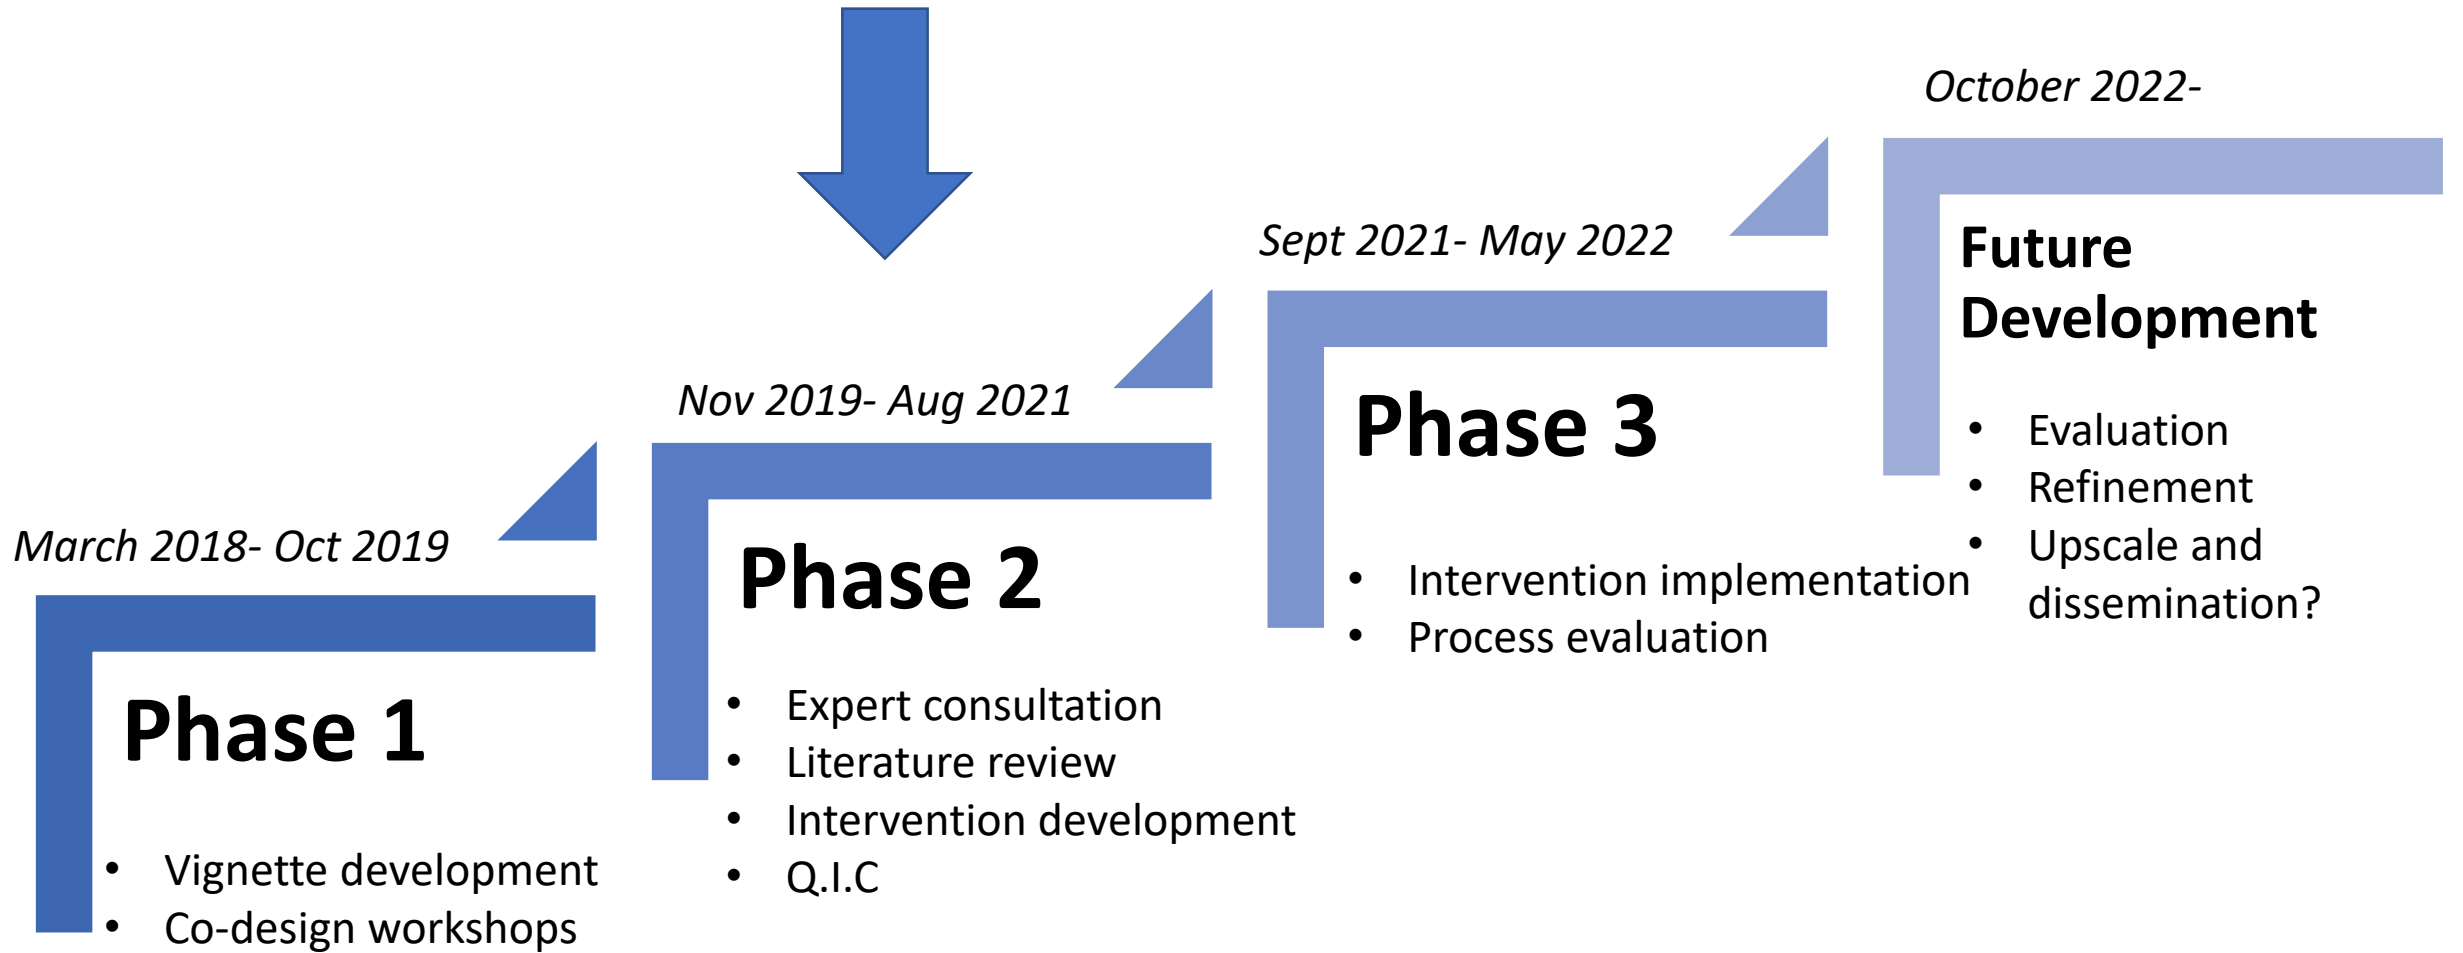 March 2018- Oct 2019
Phase 1
• Vignette development
• Co-design workshops
Nov 2019- Aug 2021
Phase 2
• Expert consultation
• Literature review
• Intervention development
• Q.I.C
Sept 2021- May 2022
Phase 3
• Intervention implementation
• Process evaluation
October 2022-
Future
Development
• Evaluation
• Refinement
• Upscale and
dissemination?